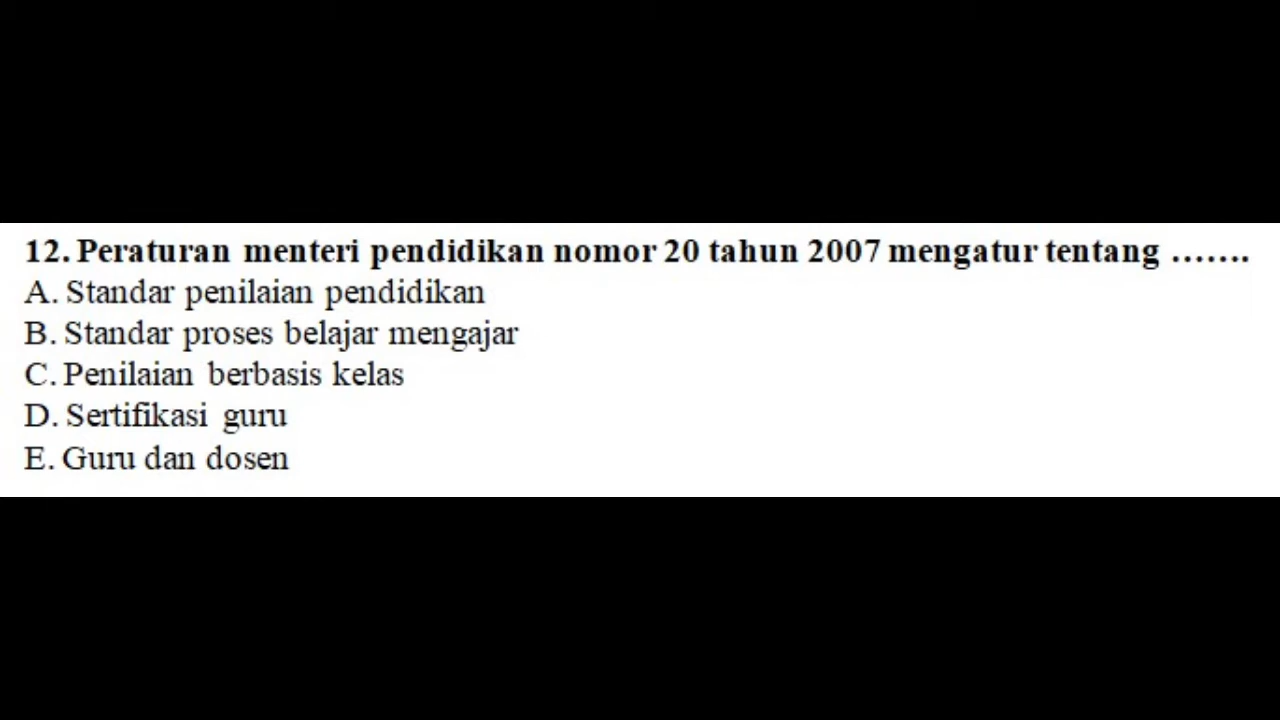 12. Peraturan menteri pendidikan nomor 20 tahun 2007 mengatur tentang .......
A. Standar penilaian pendidikan
B. Standar proses belajar mengajar
C. Penilaian berbasis kelas
D. Sertifikasi guru
E. Guru dan dosen